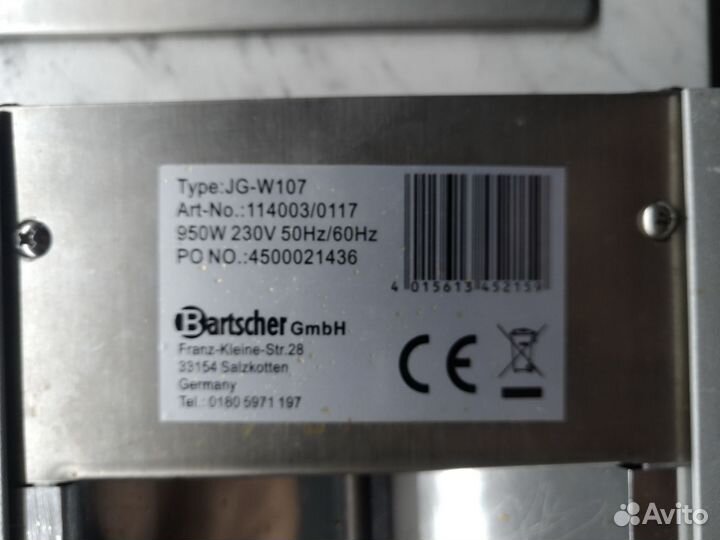 Type:JG-W107
Art-No.:114003/0117
950W 230V 50Hz/60Hz
PO NO.:4500021436
4 015613 452159
Bartscher GmbH
Franz-Kleine-Str.28
33154 Salzkotten
Germany
Tel.:0180 5971 197
CE
Avito